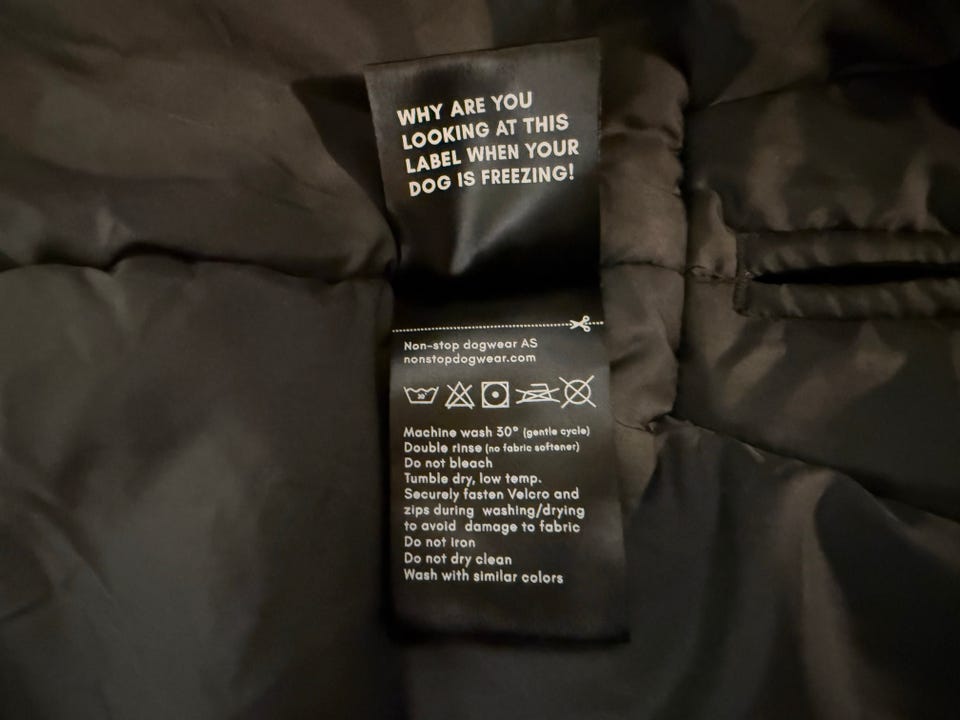 WHY ARE YOU
LOOKING AT THIS
LABEL WHEN YOUR
DOG IS FREEZING!
Non-stop dogwear AS
nonstopdogwear.com
30°
Machine wash 30° (gentle cycle)
Double rinse (no fabric softener)
Do not bleach
Tumble dry, low temp.
Securely fasten Velcro and
zips during washing/drying
to avoid damage to fabric
Do not iron
Do not dry clean
Wash with similar colors